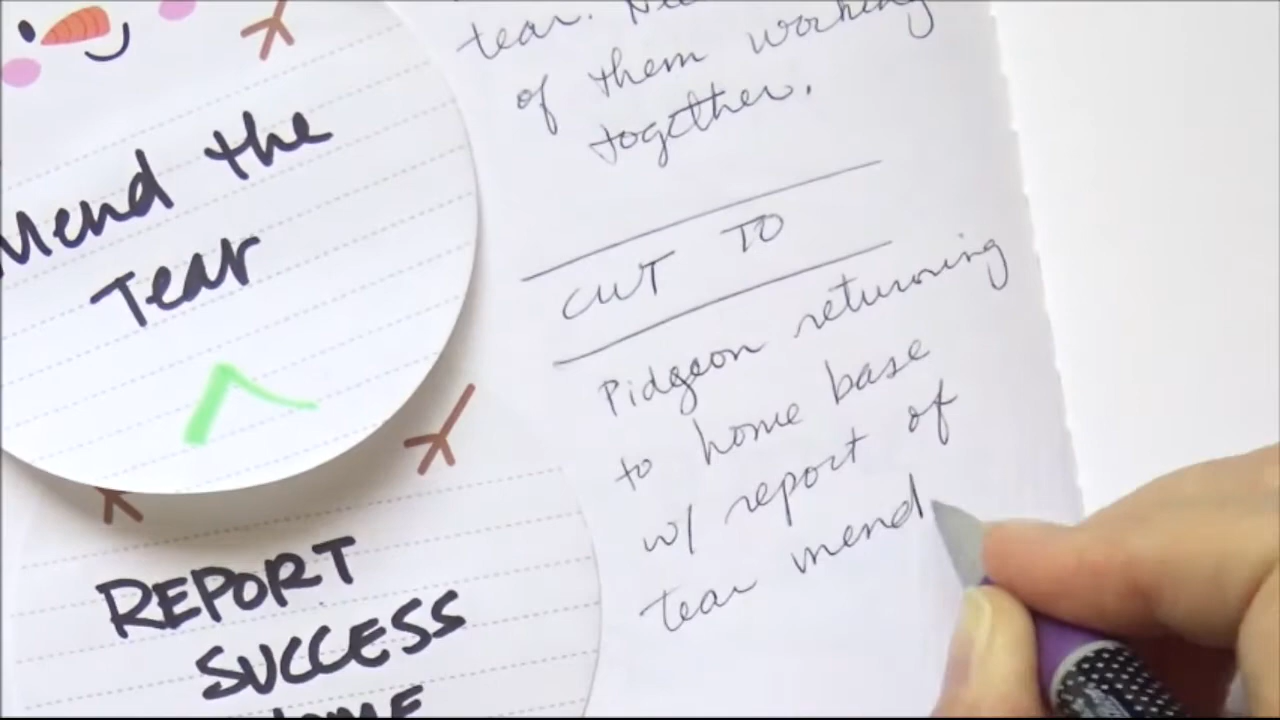 Mend the
Tear
REPORT
SUCCESS
tear.
of them working
together.
CUT TO
Pidgeon returning
to home base
w/ report of
tear mend